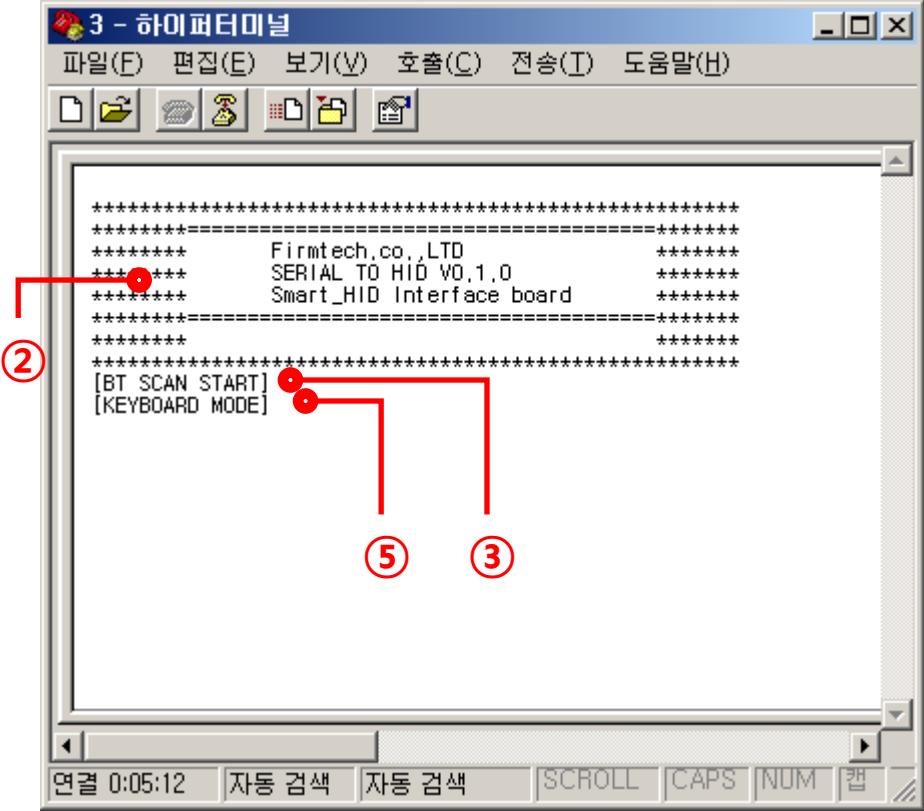 3 - 하이퍼터미널
파일(F) 편집(E) 보기(V) 호출(C) 전송(T) 도움말(H)
******************************************************
********=======================================*******
******** Firmtech,co.,LTD *******
******** SERIAL TO HID V0.1.0 *******
******** Smart_HID Interface board *******
********=======================================*******
******** *******
******************************************************
[BT SCAN START]
[KEYBOARD MODE]
②
⑤ ③
연결 0:05:12 자동 검색 자동 검색 SCROLL CAPS NUM 캡